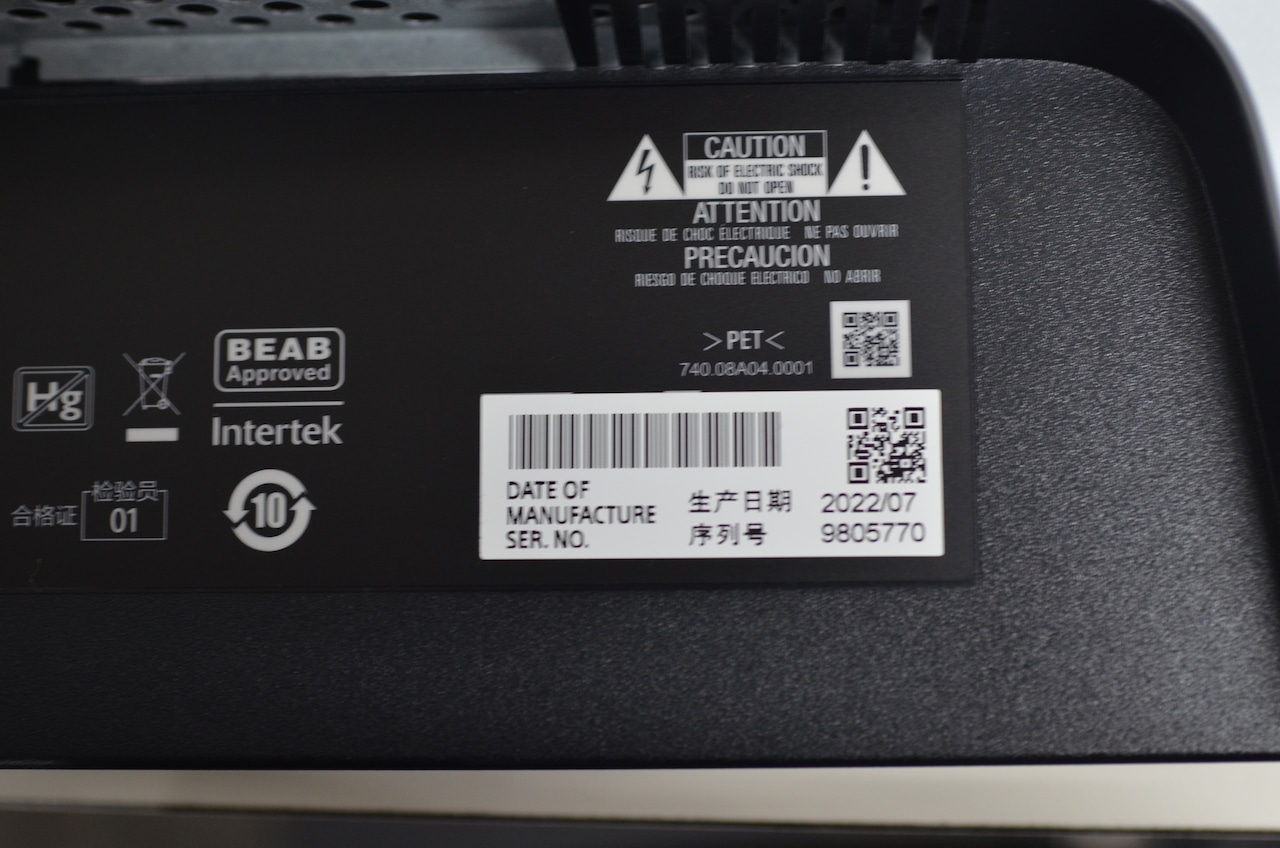 CAUTION
RISK OF ELECTRIC SHOCK
DO NOT OPEN
ATTENTION
RISQUE DE CHOC ÉLECTRIQUE NE PAS OUVRIR
PRECAUCION
RIESGO DE CHOQUE ELECTRICO NO ABRIR
>PET<
740.08A04.0001
Hg
BEAB
Approved
Intertek
合格证
检验员
01
10
DATE OF
MANUFACTURE 生产日期 2022/07
SER. NO. 序列号 9805770